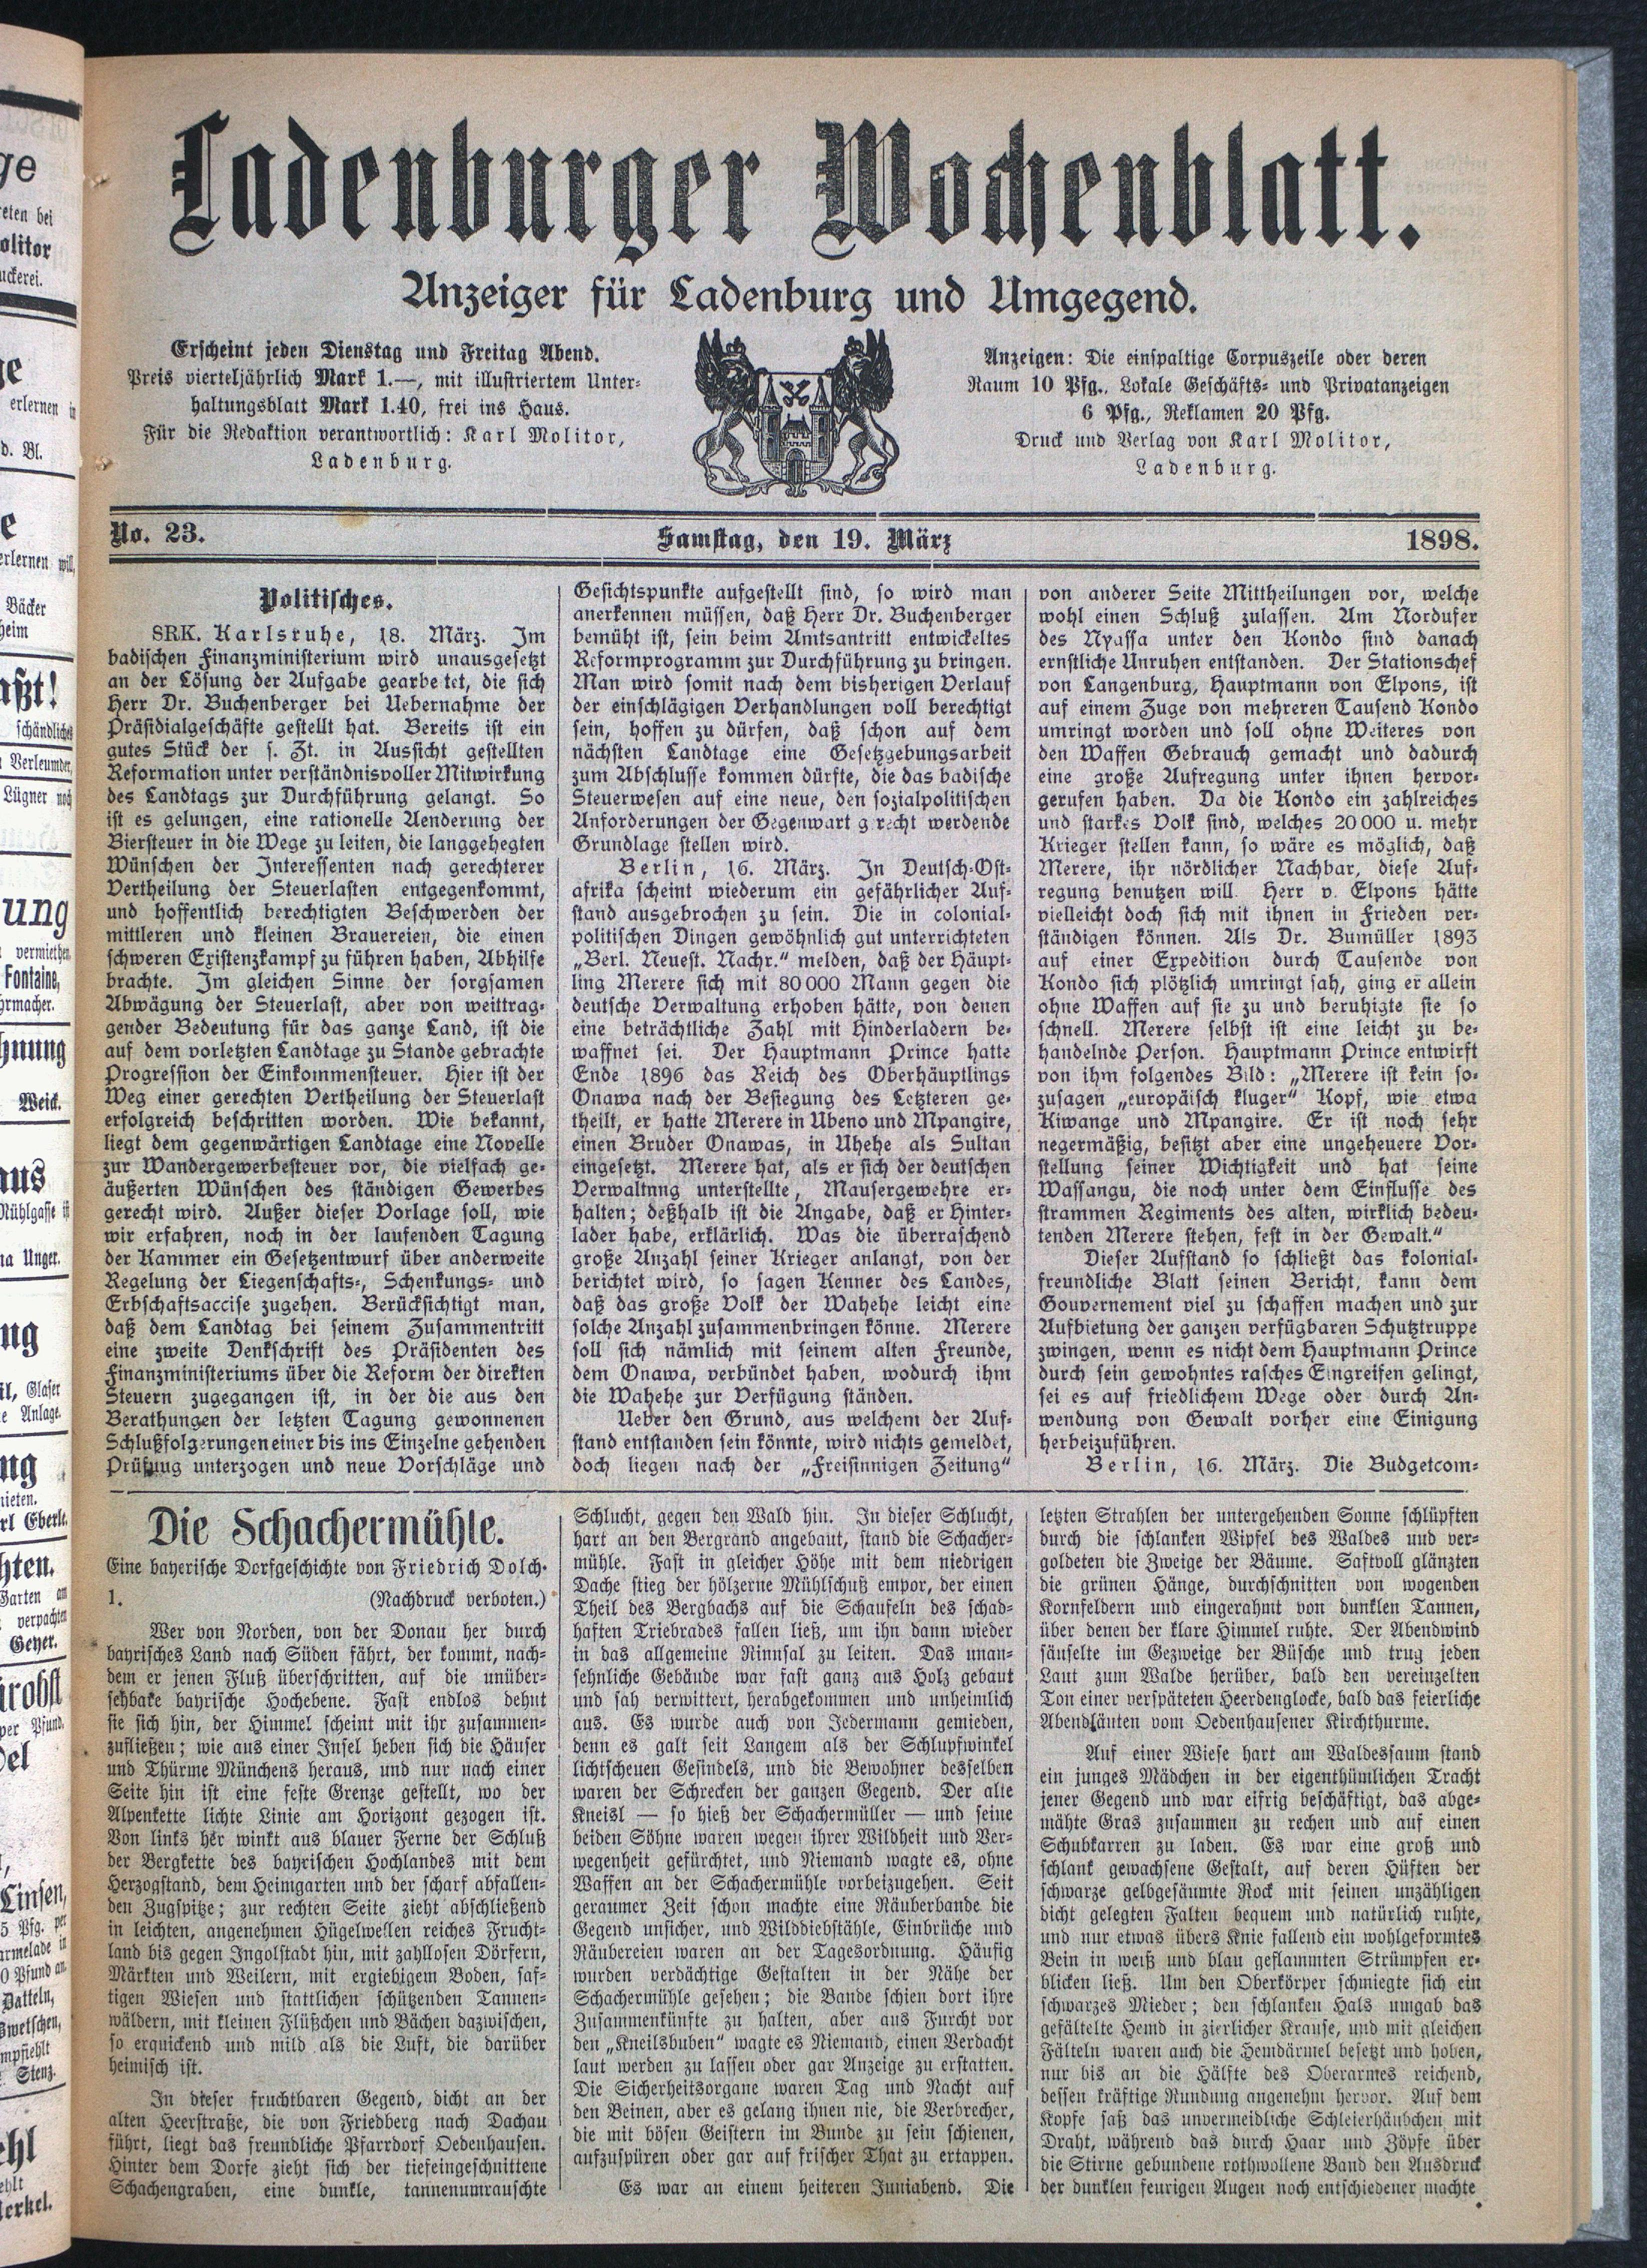 Ladenburger Wochenblatt.
Anzeiger für Ladenburg und Umgegend.
Erscheint jeden Dienstag und Freitag Abend.
Preis vierteljährlich Mark 1.—, mit illustriertem Unter-
haltungsblatt Mark 1.40, frei ins Haus.
Für die Redaktion verantwortlich: Karl Molitor,
Ladenburg.
Anzeigen: Die einspaltige Corpuszeile oder deren
Raum 10 Pfg., Lokale Geschäfts- und Privatanzeigen
6 Pfg., Reklamen 20 Pfg.
Druck und Verlag von Karl Molitor,
Ladenburg.
No. 23.
Samstag, den 19. März
1898.
Politisches.
SRK. Karlsruhe, 18. März. Im
badischen Finanzministerium wird unausgesetzt
an der Lösung der Aufgabe gearbe tet, die sich
Herr Dr. Buchenberger bei Uebernahme der
Präsidialgeschäfte gestellt hat. Bereits ist ein
gutes Stück der s. Zt. in Aussicht gestellten
Reformation unter verständnisvoller Mitwirkung
des Landtags zur Durchführung gelangt. So
ist es gelungen, eine rationelle Aenderung der
Biersteuer in die Wege zu leiten, die langgehegten
Wünschen der Interessenten nach gerechterer
Vertheilung der Steuerlasten entgegenkommt,
und hoffentlich berechtigten Beschwerden der
mittleren und kleinen Brauereien, die einen
schweren Existenzkampf zu führen haben, Abhilfe
brachte. Im gleichen Sinne der sorgsamen
Abwägung der Steuerlast, aber von weittrag-
gender Bedeutung für das ganze Land, ist die
auf dem vorletzten Landtage zu Stande gebrachte
Progression der Einkommensteuer. Hier ist der
Weg einer gerechten Vertheilung der Steuerlast
erfolgreich beschritten worden. Wie bekannt,
liegt dem gegenwärtigen Landtage eine Novelle
zur Wandergewerbesteuer vor, die vielfach ge-
äußerten Wünschen des ständigen Gewerbes
gerecht wird. Außer dieser Vorlage soll, wie
wir erfahren, noch in der laufenden Tagung
der Kammer ein Gesetzentwurf über anderweite
Regelung der Liegenschafts-, Schenkungs- und
Erbschaftsaccise zugehen. Berücksichtigt man,
daß dem Landtag bei seinem Zusammentritt
eine zweite Denkschrift des Präsidenten des
Finanzministeriums über die Reform der direkten
Steuern zugegangen ist, in der die aus den
Berathungen der letzten Tagung gewonnenen
Schlußfolgerungen einer bis ins Einzelne gehenden
Prüfuug unterzogen und neue Vorschläge und
Gesichtspunkte aufgestellt sind, so wird man
anerkennen müssen, daß Herr Dr. Buchenberger
bemüht ist, sein beim Amtsantritt entwickeltes
Reformprogramm zur Durchführung zu bringen.
Man wird somit nach dem bisherigen Verlauf
der einschlägigen Verhandlungen voll berechtigt
sein, hoffen zu dürfen, daß schon auf dem
nächsten Landtage eine Gesetzgebungsarbeit
zum Abschlusse kommen dürfte, die das badische
Steuerwesen auf eine neue, den sozialpolitischen
Anforderungen der Gegenwart gerecht werdende
Grundlage stellen wird.
Berlin, 16. März. In Deutsch-Ost-
afrika scheint wiederum ein gefährlicher Auf-
stand ausgebrochen zu sein. Die in colonial-
politischen Dingen gewöhnlich gut unterrichteten
„Berl. Neuest. Nachr.“ melden, daß der Häupt-
ling Merere sich mit 80 000 Mann gegen die
deutsche Verwaltung erhoben hätte, von denen
eine beträchtliche Zahl mit Hinderladern be-
waffnet sei. Der Hauptmann Prince hatte
Ende 1896 das Reich des Oberhäuptlings
Onawa nach der Besiegung des Letzteren ge-
theilt, er hatte Merere in Ubeno und Mpangire,
einen Bruder Onawas, in Uhehe als Sultan
eingesetzt. Merere hat, als er sich der deutschen
Verwaltnng unterstellte, Mausergewehre er-
halten; deßhalb ist die Angabe, daß er Hinter-
lader habe, erklärlich. Was die überraschend
große Anzahl seiner Krieger anlangt, von der
berichtet wird, so sagen Kenner des Landes,
daß das große Volk der Wahehe leicht eine
solche Anzahl zusammenbringen könne. Merere
soll sich nämlich mit seinem alten Freunde,
dem Onawa, verbündet haben, wodurch ihm
die Wahehe zur Verfügung ständen.
Ueber den Grund, aus welchem der Auf-
stand entstanden sein könnte, wird nichts gemeldet,
doch liegen nach der „Freisinnigen Zeitung“
von anderer Seite Mittheilungen vor, welche
wohl einen Schluß zulassen. Am Nordufer
des Nyassa unter den Kondo sind danach
ernstliche Unruhen entstanden. Der Stationschef
von Langenburg, Hauptmann von Elpons, ist
auf einem Zuge von mehreren Tausend Kondo
umringt worden und soll ohne Weiteres von
den Waffen Gebrauch gemacht und dadurch
eine große Aufregung unter ihnen hervor-
gerufen haben. Da die Kondo ein zahlreiches
und starkes Volk sind, welches 20 000 u. mehr
Krieger stellen kann, so wäre es möglich, daß
Merere, ihr nördlicher Nachbar, diese Auf-
regung benutzen will. Herr v. Elpons hätte
vielleicht doch sich mit ihnen in Frieden ver-
ständigen können. Als Dr. Bumüller 1893
auf einer Expedition durch Tausende von
Kondo sich plötzlich umringt sah, ging er allein
ohne Waffen auf sie zu und beruhigte sie so
schnell. Merere selbst ist eine leicht zu be-
handelnde Person. Hauptmann Prince entwirft
von ihm folgendes Bild: „Merere ist kein so-
zusagen „europäisch kluger“ Kopf, wie etwa
Kiwange und Mpangire. Er ist noch sehr
negermäßig, besitzt aber eine ungeheuere Vor-
stellung seiner Wichtigkeit und hat seine
Wassangu, die noch unter dem Einflusse des
strammen Regiments des alten, wirklich bedeu-
tenden Merere stehen, fest in der Gewalt.“
Dieser Aufstand so schließt das kolonial-
freundliche Blatt seinen Bericht, kann dem
Gouvernement viel zu schaffen machen und zur
Aufbietung der ganzen verfügbaren Schutztruppe
zwingen, wenn es nicht dem Hauptmann Prince
durch sein gewohntes rasches Eingreifen gelingt,
sei es auf friedlichem Wege oder durch An-
wendung von Gewalt vorher eine Einigung
herbeizuführen.
Berlin, 16. März. Die Budgetcom-
Die Schachermühle.
Eine bayerische Dorfgeschichte von Friedrich Dolch.
1. (Nachdruck verboten.)
Wer von Norden, von der Donau her durch
bayrisches Land nach Süden fährt, der kommt, nach-
dem er jenen Fluß überschritten, auf die unüber-
sehbare bayrische Hochebene. Fast endlos dehnt
sie sich hin, der Himmel scheint mit ihr zusammen-
zufließen; wie aus einer Insel heben sich die Häuser
und Thürme Münchens heraus, und nur nach einer
Seite hin ist eine feste Grenze gestellt, wo der
Alpenkette lichte Linie am Horizont gezogen ist.
Von links her winkt aus blauer Ferne der Schluß
der Bergkette des bayrischen Hochlandes mit dem
Herzogstand, dem Heimgarten und der scharf abfallen-
den Zugspitze; zur rechten Seite zieht abschließend
in leichten, angenehmen Hügelwellen reiches Frucht-
land bis gegen Ingolstadt hin, mit zahllosen Dörfern,
Märkten und Weilern, mit ergiebigem Boden, saf-
tigen Wiesen und stattlichen schützenden Tannen-
wäldern, mit kleinen Flüßchen und Bächen dazwischen,
so erquickend und mild als die Luft, die darüber
heimisch ist.
In dieser fruchtbaren Gegend, dicht an der
alten Heerstraße, die von Friedberg nach Dachau
führt, liegt das freundliche Pfarrdorf Oedenhausen.
Hinter dem Dorfe zieht sich der tiefeingeschnittene
Schachengraben, eine dunkle, tannenumrauschte
Schlucht, gegen den Wald hin. In dieser Schlucht,
hart an den Bergrand angebaut, stand die Schacher-
mühle. Fast in gleicher Höhe mit dem niedrigen
Dache stieg der hölzerne Mühlschuß empor, der einen
Theil des Bergbachs auf die Schaufeln des schad-
haften Triebrades fallen ließ, um ihn dann wieder
in das allgemeine Rinnsal zu leiten. Das unan-
sehnliche Gebäude war fast ganz aus Holz gebaut
und sah verwittert, herabgekommen und unheimlich
aus. Es wurde auch von Jedermann gemieden,
denn es galt seit Langem als der Schlupfwinkel
lichtscheuen Gesindels, und die Bewohner desselben
waren der Schrecken der ganzen Gegend. Der alte
Kneisl — so hieß der Schachermüller — und seine
beiden Söhne waren wegen ihrer Wildheit und Ver-
wegenheit gefürchtet, und Niemand wagte es, ohne
Waffen an der Schachermühle vorbeizugehen. Seit
geraumer Zeit schon machte eine Räuberbande die
Gegend unsicher, und Wilddiebstähle, Einbrüche und
Räubereien waren an der Tagesordnung. Häufig
wurden verdächtige Gestalten in der Nähe der
Schachermühle gesehen; die Bande schien dort ihre
Zusammenkünfte zu halten, aber aus Furcht vor
den „Kneilsbuben“ wagte es Niemand, einen Verdacht
laut werden zu lassen oder gar Anzeige zu erstatten.
Die Sicherheitsorgane waren Tag und Nacht auf
den Beinen, aber es gelang ihnen nie, die Verbrecher,
die mit bösen Geistern im Bunde zu sein schienen,
aufzuspüren oder gar auf frischer That zu ertappen.
Es war an einem heiteren Juniabend. Die
letzten Strahlen der untergehenden Sonne schlüpften
durch die schlanken Wipfel des Waldes und ver-
goldeten die Zweige der Bäume. Saftvoll glänzten
die grünen Hänge, durchschnitten von wogenden
Kornfeldern und eingerahmt von dunklen Tannen,
über denen der klare Himmel ruhte. Der Abendwind
säuselte im Gezweige der Büsche und trug jeden
Laut zum Walde herüber, bald den vereinzelten
Ton einer verspäteten Heerdenglocke, bald das feierliche
Abendläuten vom Oedenhausener Kirchthurme.
Auf einer Wiese hart am Waldessaum stand
ein junges Mädchen in der eigenthümlichen Tracht
jener Gegend und war eifrig beschäftigt, das abge-
mähte Gras zusammen zu rechen und auf einen
Schubkarren zu laden. Es war eine groß und
schlank gewachsene Gestalt, auf deren Hüften der
schwarze gelbgesäumte Rock mit seinen unzähligen
dicht gelegten Falten bequem und natürlich ruhte,
und nur etwas übers Knie fallend ein wohlgeformtes
Bein in weiß und blau geflammten Strümpfen er-
blicken ließ. Um den Oberkörper schmiegte sich ein
schwarzes Mieder; den schlanken Hals umgab das
gefältelte Hemd in zierlicher Krause, und mit gleichen
Fälteln waren auch die Hemdärmel besetzt und hoben,
nur bis an die Hälfte des Oberarmes reichend,
dessen kräftige Rundung angenehm hervor. Auf dem
Kopfe saß das unvermeidliche Schleierhäubchen mit
Draht, während das durch Haar und Zöpfe über
die Stirne gebundene rothwollene Band den Ausdruck
der dunklen feurigen Augen noch entschiedener machte